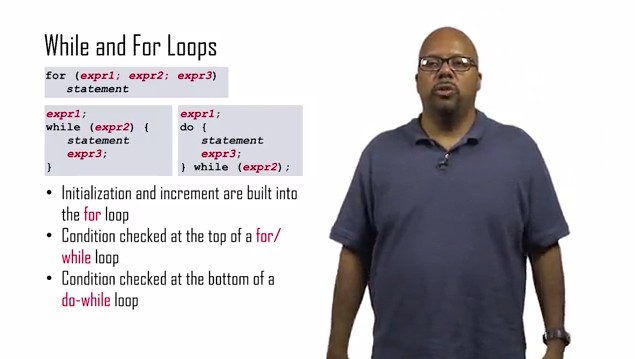 While and For Loops
for (expr1; expr2; expr3)
statement
expr1;
while (expr2) {
statement
expr3;
}
expr1;
do {
statement
expr3;
} while (expr2);
• Initialization and increment are built into
the for loop
• Condition checked at the top of a for/
while loop
• Condition checked at the bottom of a
do-while loop